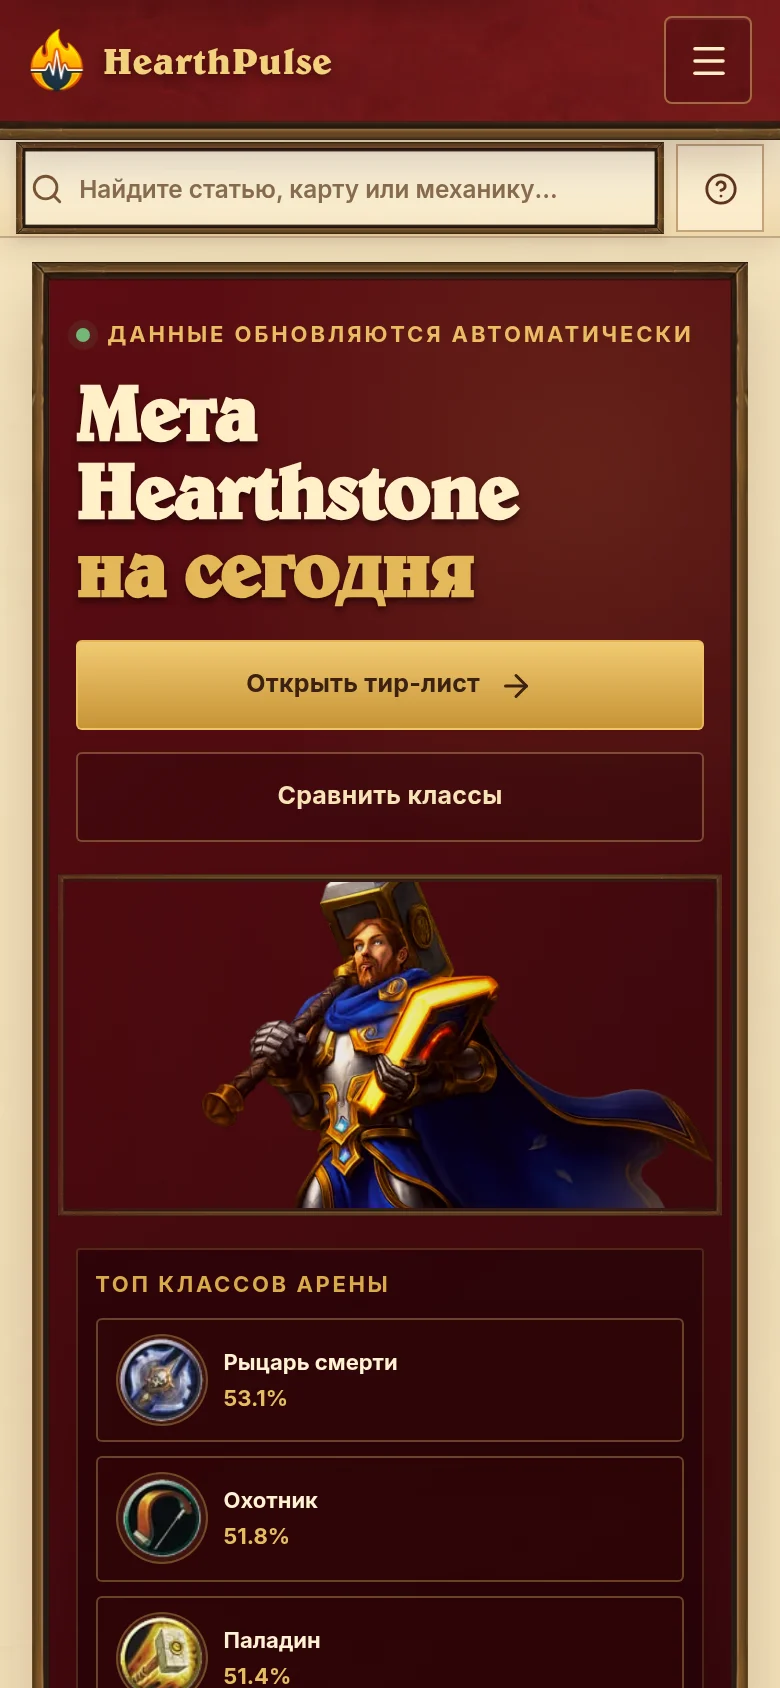 HearthPulse
Найдите статью, карту или механику...
ДАННЫЕ ОБНОВЛЯЮТСЯ АВТОМАТИЧЕСКИ
Мета
Hearthstone
на сегодня
Открыть тир-лист
Сравнить классы
ТОП КЛАССОВ АРЕНЫ
Рыцарь смерти
53.1%
Охотник
51.8%
Паладин
51.4%